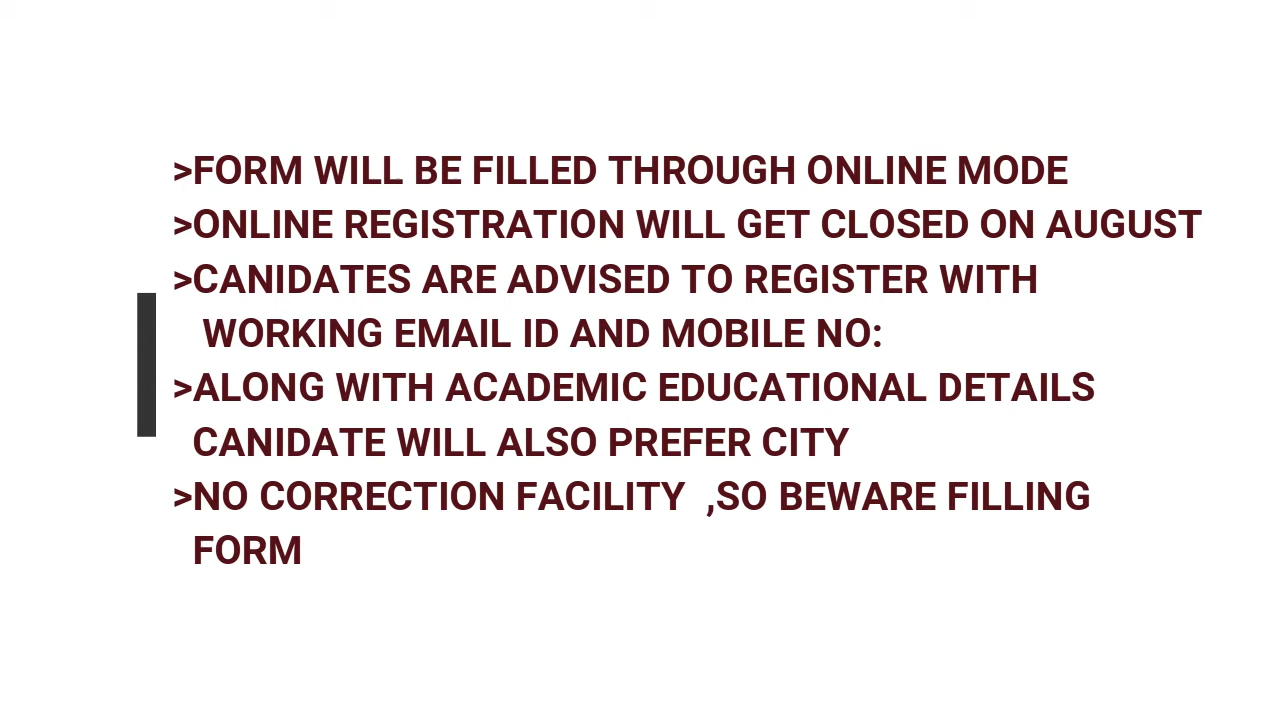 >FORM WILL BE FILLED THROUGH ONLINE MODE
>ONLINE REGISTRATION WILL GET CLOSED ON AUGUST
>CANIDATES ARE ADVISED TO REGISTER WITH
WORKING EMAIL ID AND MOBILE NO:
>ALONG WITH ACADEMIC EDUCATIONAL DETAILS
CANIDATE WILL ALSO PREFER CITY
>NO CORRECTION FACILITY  ,SO BEWARE FILLING
FORM